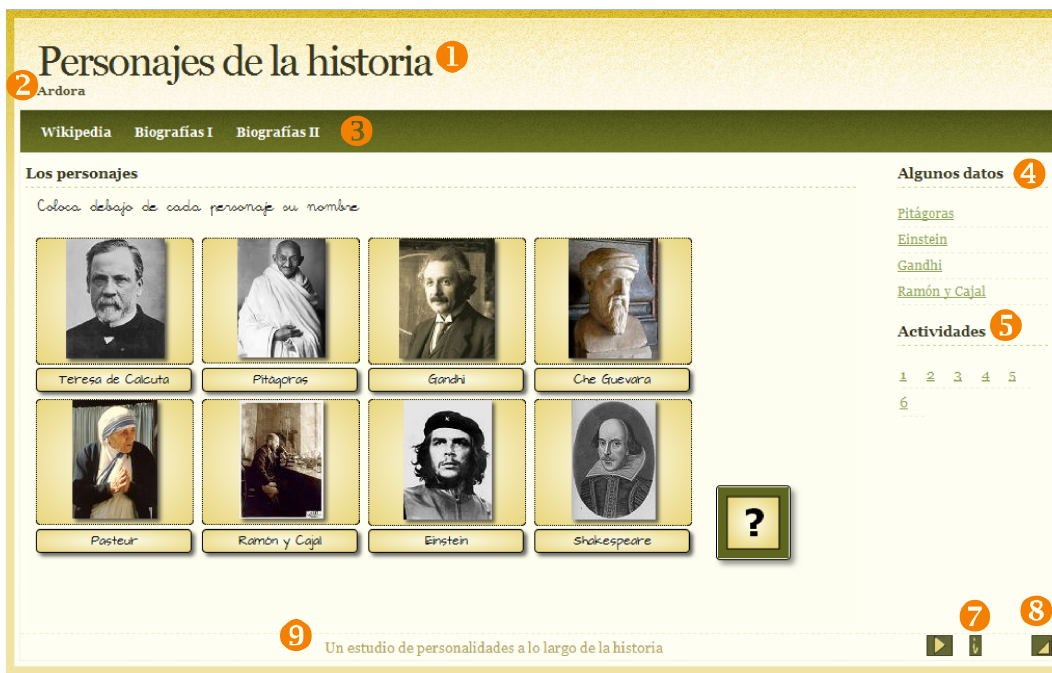 Personajes de la historia 1
2 Ardora
Wikipedia Biografías I Biografías II 3
Los personajes
Coloca debajo de cada personaje su nombre
Teresa de Calcuta Pitágoras Gandhi Che Guevara
Pasteur Ramón y Cajal Einstein Shakespeare
?
Algunos datos 4
Pitágoras
Einstein
Gandhi
Ramón y Cajal
Actividades 5
1 2 3 4 5
6
9 Un estudio de personalidades a lo largo de la historia
7 8
i